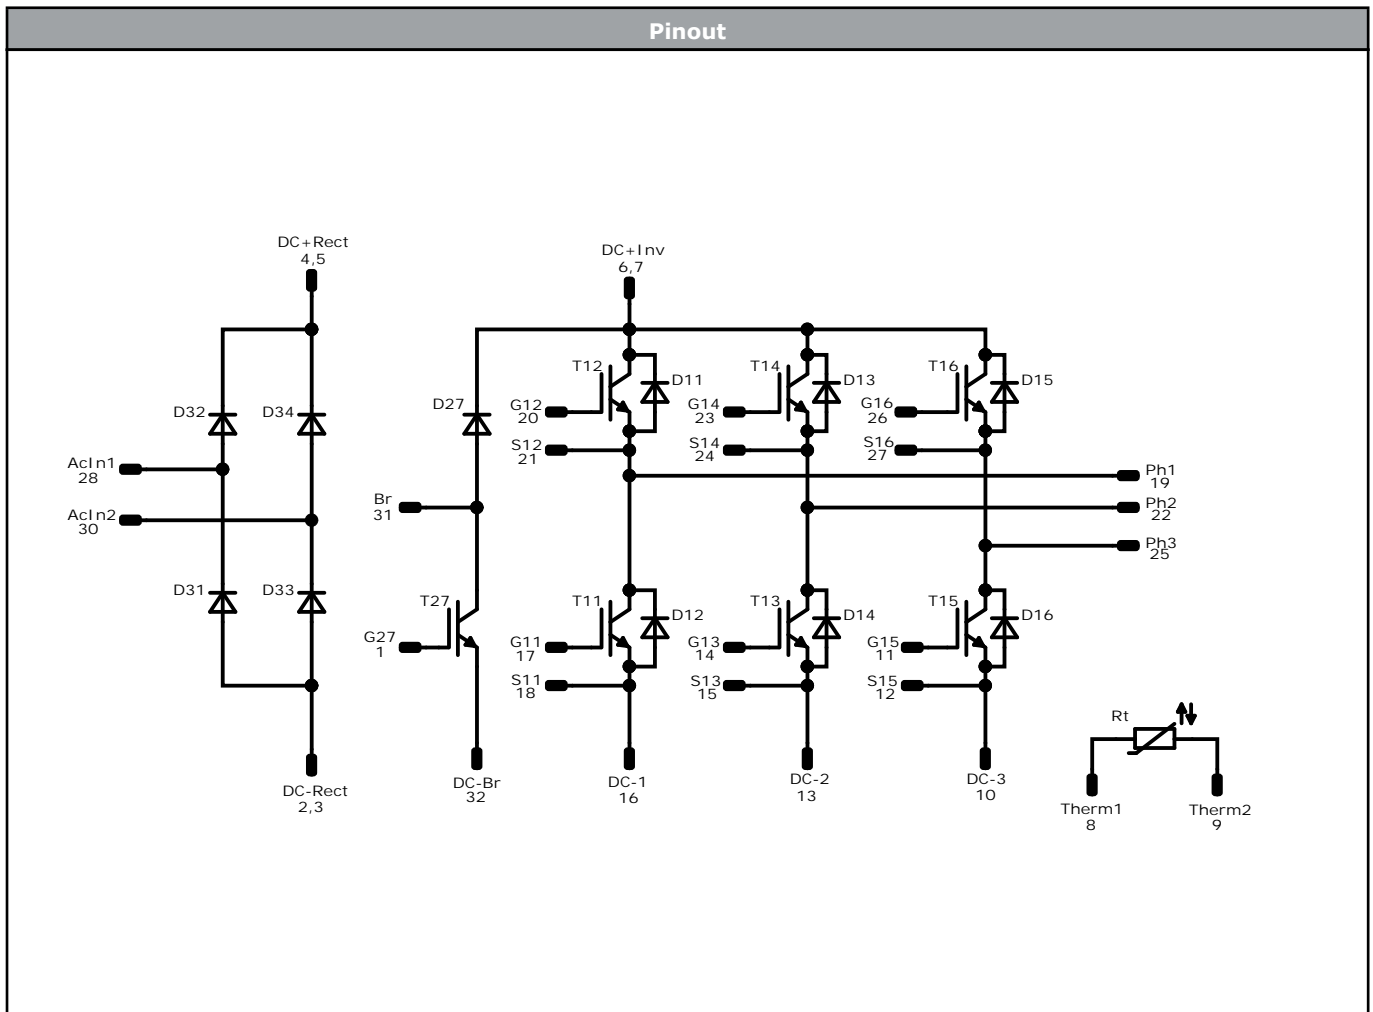 Pinout
DC+Rect
4,5
DC+Inv
6,7
T12
D11
T14
D13
T16
D15
D32
D34
D27
G12
20
G14
23
G16
26
S12
21
S14
24
S16
27
AcIn1
28
Ph1
19
Br
31
Ph2
22
AcIn2
30
Ph3
25
D31
D33
T27
T11
D12
T13
D14
T15
D16
G27
1
G11
17
G13
14
G15
11
S11
18
S13
15
S15
12
Rt
DC-Rect
2,3
DC-Br
32
DC-1
16
DC-2
13
DC-3
10
Therm1
8
Therm2
9